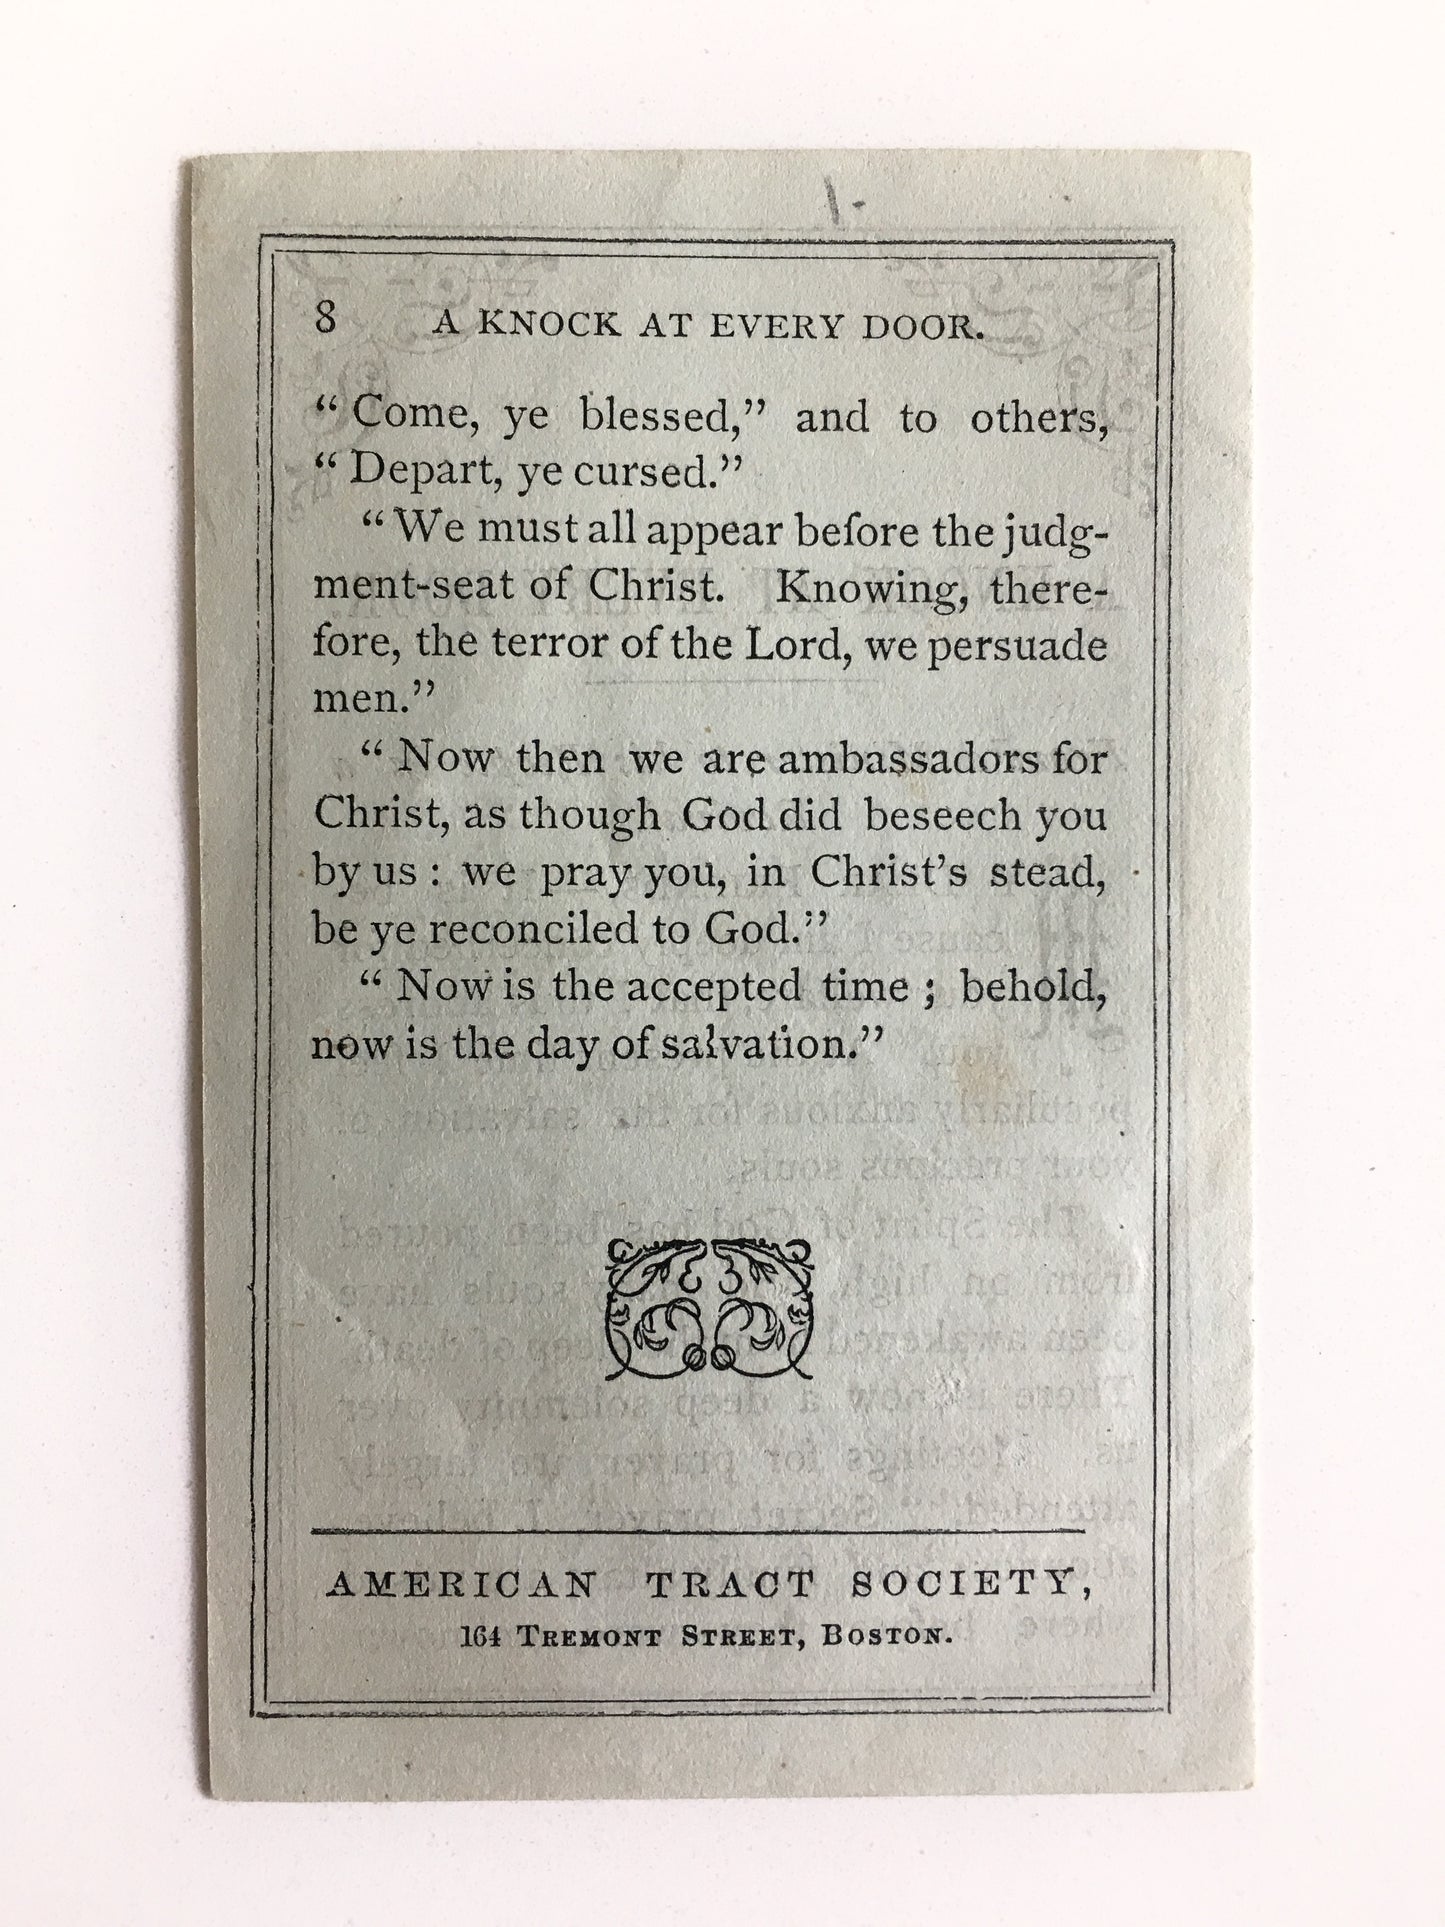 1-
8 A KNOCK AT EVERY DOOR.
“Come, ye blessed,” and to others,
“Depart, ye cursed.”
“We must all appear before the judg-
ment-seat of Christ. Knowing, there-
fore, the terror of the Lord, we persuade
men.”
“Now then we are ambassadors for
Christ, as though God did beseech you
by us: we pray you, in Christ’s stead,
be ye reconciled to God.”
“Now is the accepted time; behold,
now is the day of salvation.”
AMERICAN TRACT SOCIETY,
164 TREMONT STREET, BOSTON.